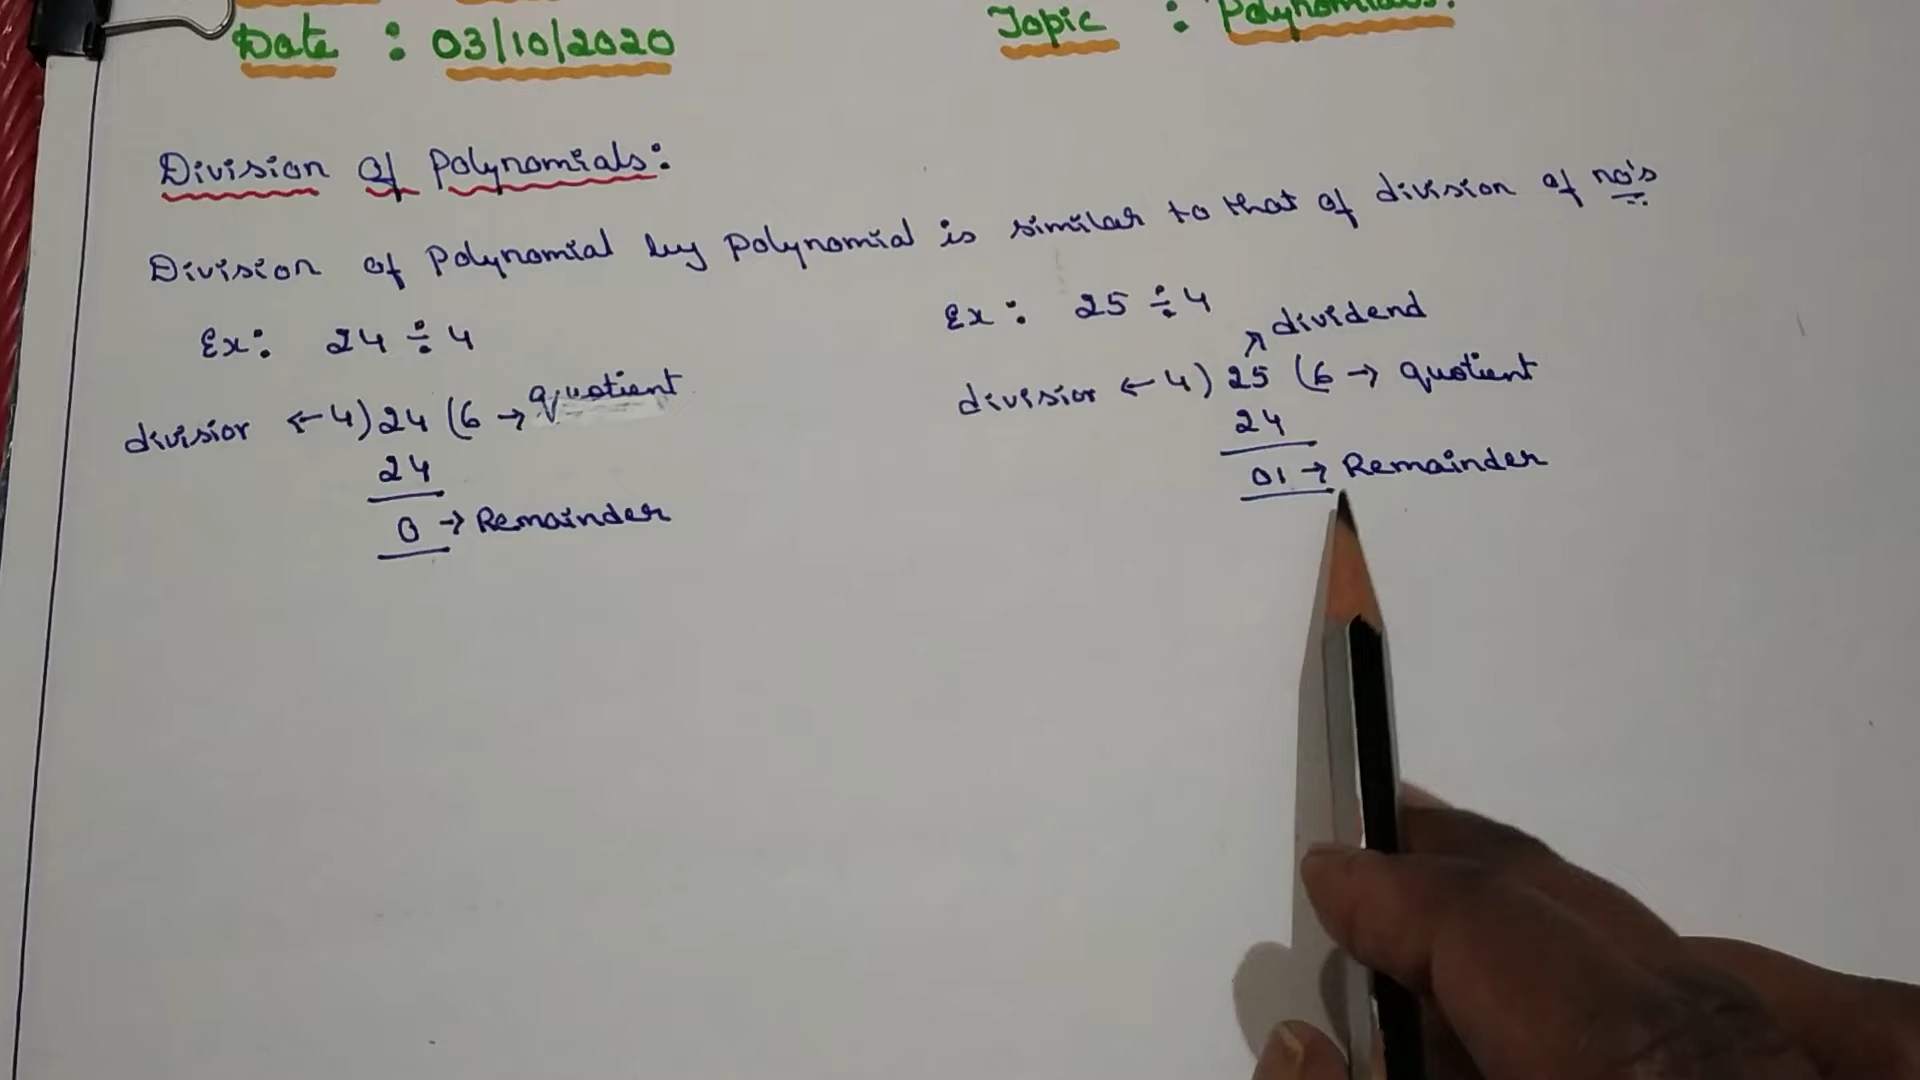 Date : 03/10/2020
Topic : Polynomials.
Division of Polynomials:
Division of Polynomial by Polynomial is similar to that of division of no's
Ex: 24 ÷ 4
division ← 4) 24 (6 → quotient
24
0 → Remainder
Ex: 25 ÷ 4
↗ dividend
division ← 4) 25 (6 → quotient
24
01 → Remainder